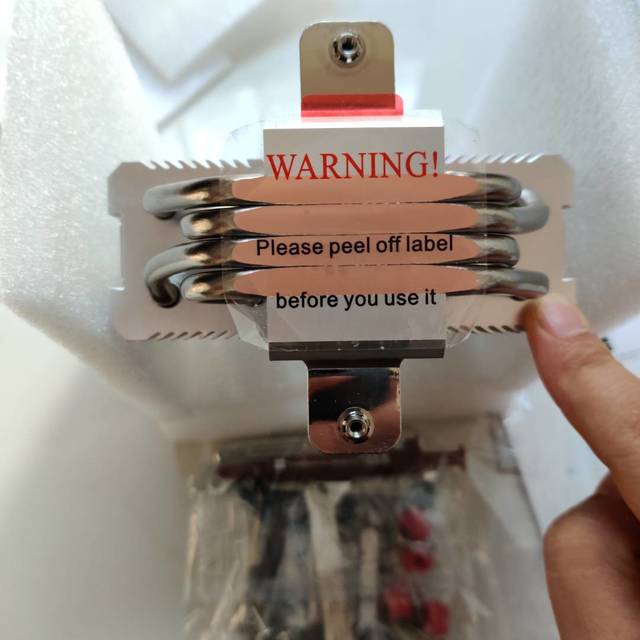 WARNING!
Please peel off label
before you use it